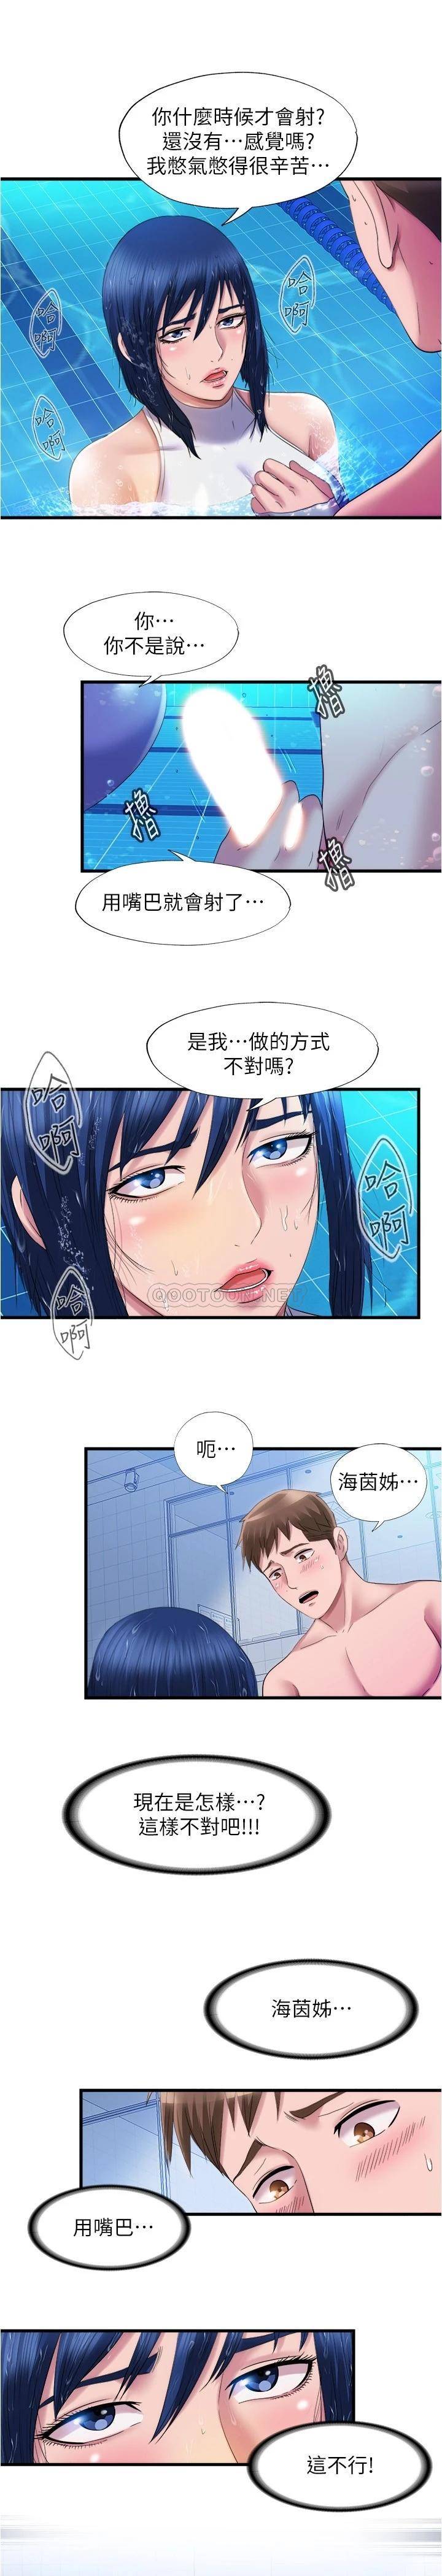 你什麼時候才會射?
還沒有…感覺嗎?
我憋氣憋得很辛苦…
哈啊
哈啊
哈啊
你…
你不是說…
擼
擼
擼
用嘴巴就會射了…
是我…做的方式
不對嗎?
哈啊
哈啊
哈啊
呃…
海茵姊…
現在是怎樣…?
這樣不對吧!!!
海茵姊…
用嘴巴…
這不行!